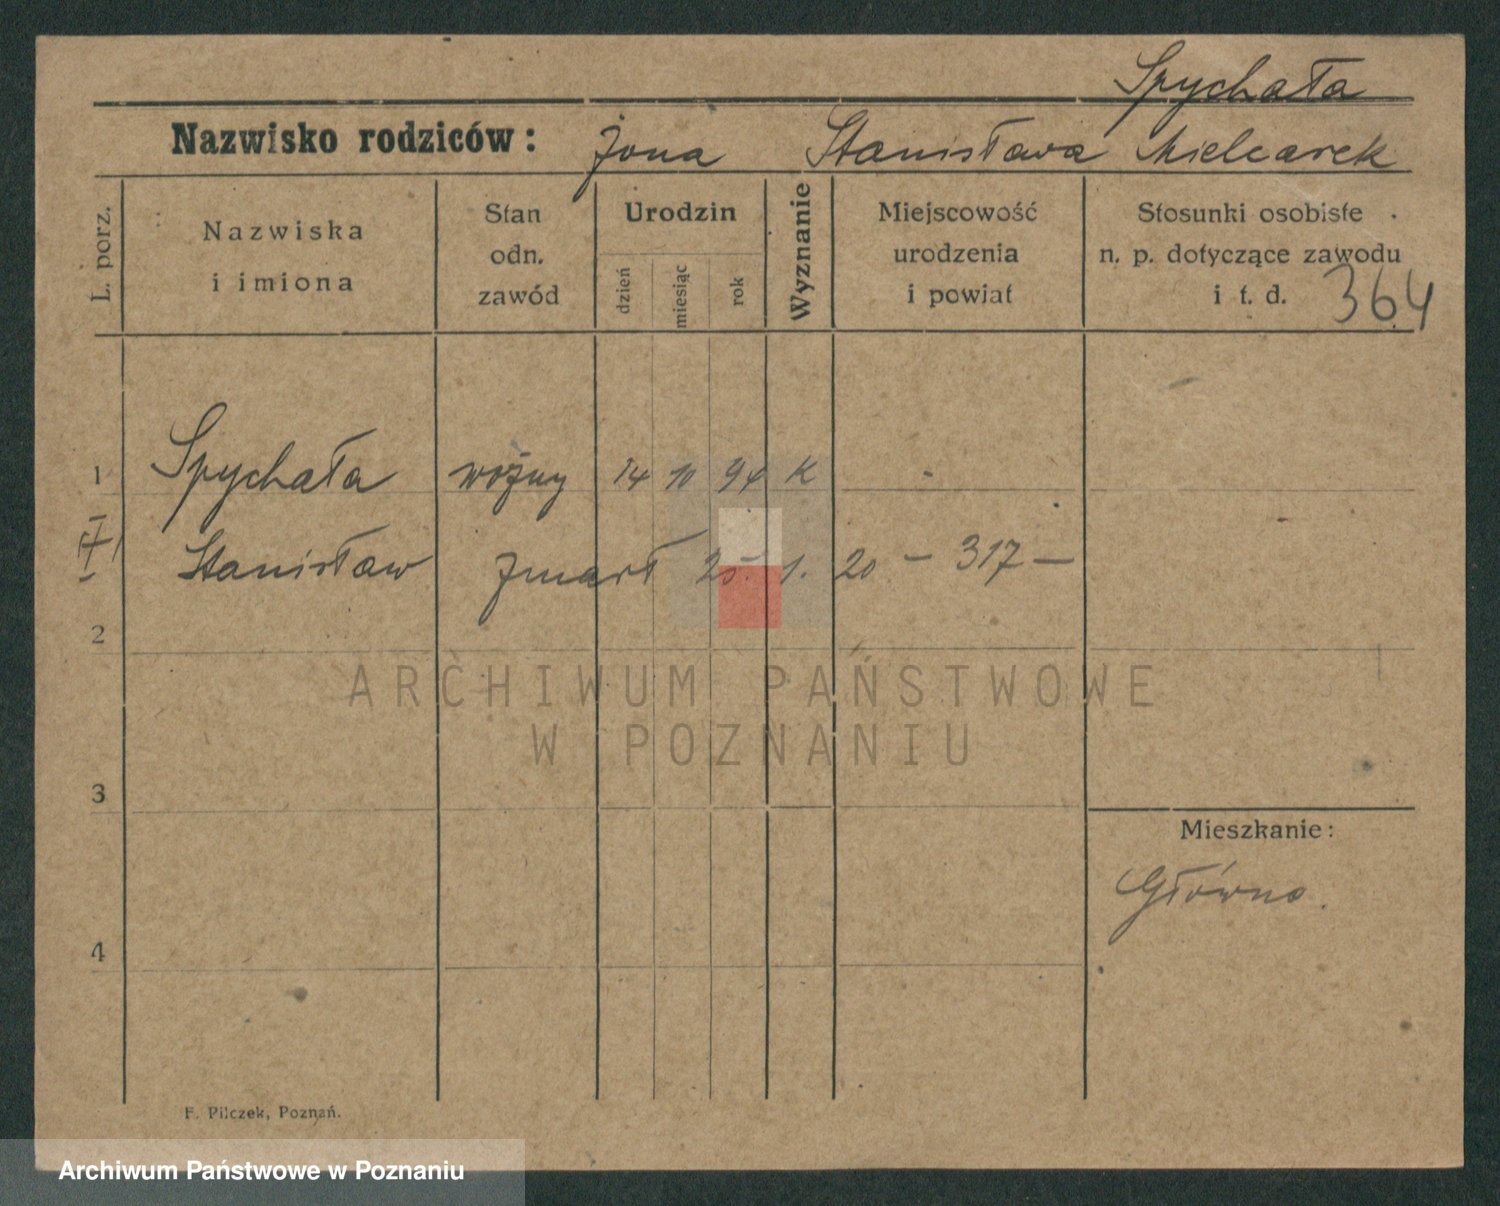 Spychała
Nazwisko rodziców: żona Stanisława Mielcarek
L. porz.
Nazwiska
i imiona
Stan
odn.
zawód
Urodzin
dzień
miesiąc
rok
Wyznanie
Miejscowość
urodzenia
i powiat
Stosunki osobiste
n. p. dotyczące zawodu
i t. d.
364
1 Spychała woźny 14 10 94 K
Stanisław zmarł 25. 1. 20 – 317 –
2
ARCHIWUM PAŃSTWOWE
W POZNANIU
3
Mieszkanie:
Główno.
4
F. Pilczek, Poznań.
Archiwum Państwowe w Poznaniu